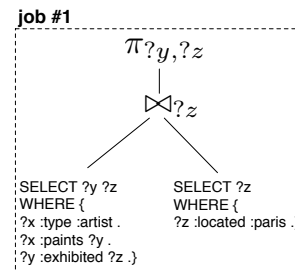 job #1
π?y,?z
⋈?z
SELECT ?y ?z
WHERE {
?x :type :artist .
?x :paints ?y .
?y :exhibited ?z .}
SELECT ?z
WHERE {
?z :located :paris .